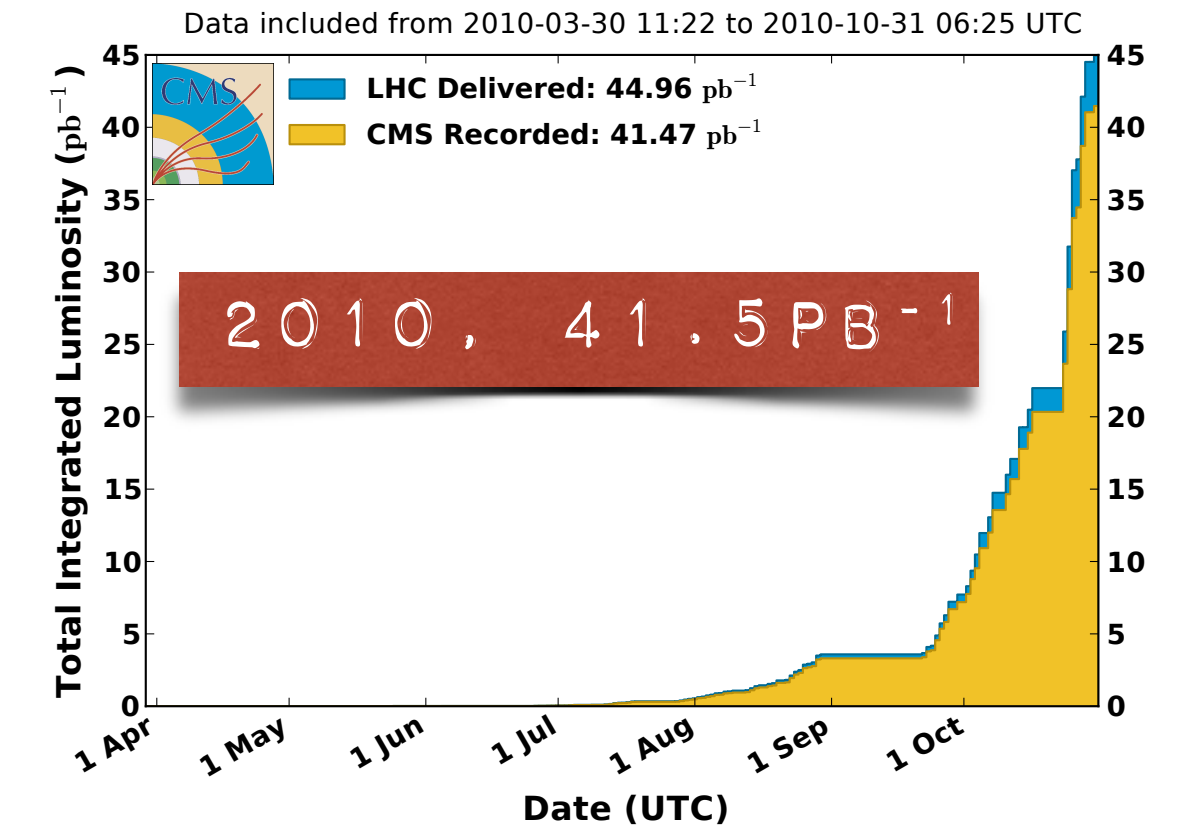 Data included from 2010-03-30 11:22 to 2010-10-31 06:25 UTC
CMS
LHC Delivered: 44.96 pb⁻¹
CMS Recorded: 41.47 pb⁻¹
2010, 41.5PB⁻¹
Total Integrated Luminosity (pb⁻¹)
45
40
35
30
25
20
15
10
5
0
45
40
35
30
25
20
15
10
5
0
1 Apr
1 May
1 Jun
1 Jul
1 Aug
1 Sep
1 Oct
Date (UTC)